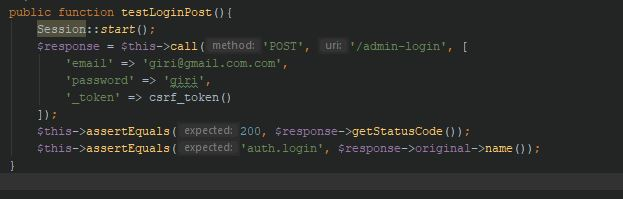 public function testLoginPost(){
Session::start();
$response = $this->call( method: 'POST', uri: '/admin-login', [
'email' => 'giri@gmail.com.com',
'password' => 'giri',
'_token' => csrf_token()
]);
$this->assertEquals( expected: 200, $response->getStatusCode());
$this->assertEquals( expected: 'auth.login', $response->original->name());
}